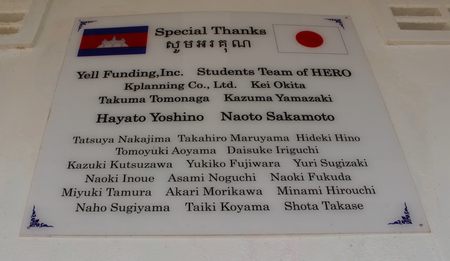 Special Thanks
សូមអរគុណ
Yell Funding,Inc. Students Team of HERO
Kplanning Co., Ltd. Kei Okita
Takuma Tomonaga Kazuma Yamazaki
Hayato Yoshino Naoto Sakamoto
Tatsuya Nakajima Takahiro Maruyama Hideki Hino
Tomoyuki Aoyama Daisuke Iriguchi
Kazuki Kutsuzawa Yukiko Fujiwara Yuri Sugizaki
Naoki Inoue Asami Noguchi Naoki Fukuda
Miyuki Tamura Akari Morikawa Minami Hirouchi
Naho Sugiyama Taiki Koyama Shota Takase